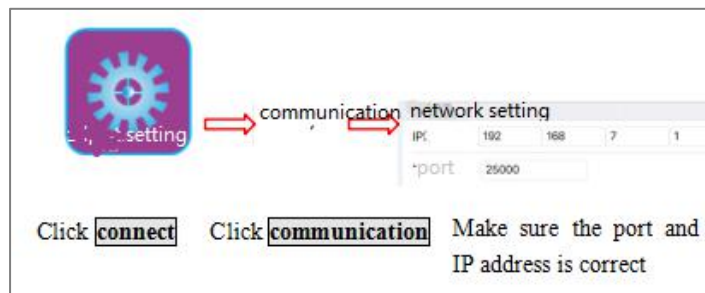 setting
communication
network setting
IP: 192 168 7 1
port 25000
Click connect
Click communication
Make sure the port and
IP address is correct